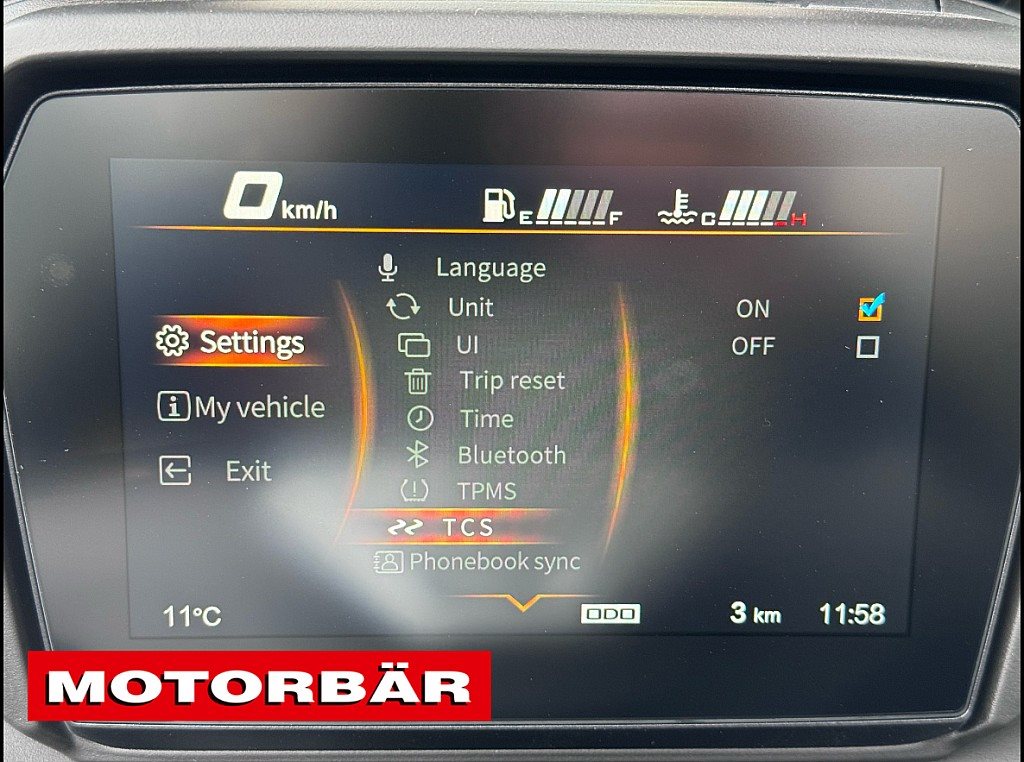 0 km/h E F C H
Language
Unit ON
Settings UI OFF
Trip reset
My vehicle Time
Bluetooth
Exit TPMS
TCS
Phonebook sync
11°C ODO 3 km 11:58
MOTORBÄR